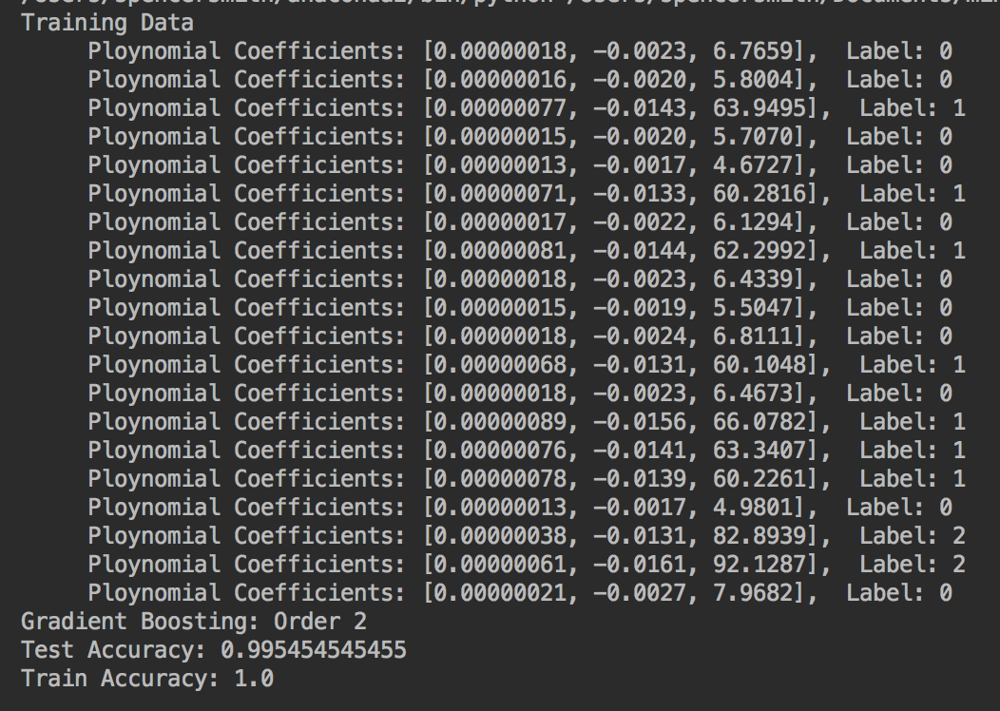 Training Data
Ploynomial Coefficients: [0.00000018, -0.0023, 6.7659], Label: 0
Ploynomial Coefficients: [0.00000016, -0.0020, 5.8004], Label: 0
Ploynomial Coefficients: [0.00000077, -0.0143, 63.9495], Label: 1
Ploynomial Coefficients: [0.00000015, -0.0020, 5.7070], Label: 0
Ploynomial Coefficients: [0.00000013, -0.0017, 4.6727], Label: 0
Ploynomial Coefficients: [0.00000071, -0.0133, 60.2816], Label: 1
Ploynomial Coefficients: [0.00000017, -0.0022, 6.1294], Label: 0
Ploynomial Coefficients: [0.00000081, -0.0144, 62.2992], Label: 1
Ploynomial Coefficients: [0.00000018, -0.0023, 6.4339], Label: 0
Ploynomial Coefficients: [0.00000015, -0.0019, 5.5047], Label: 0
Ploynomial Coefficients: [0.00000018, -0.0024, 6.8111], Label: 0
Ploynomial Coefficients: [0.00000068, -0.0131, 60.1048], Label: 1
Ploynomial Coefficients: [0.00000018, -0.0023, 6.4673], Label: 0
Ploynomial Coefficients: [0.00000089, -0.0156, 66.0782], Label: 1
Ploynomial Coefficients: [0.00000076, -0.0141, 63.3407], Label: 1
Ploynomial Coefficients: [0.00000078, -0.0139, 60.2261], Label: 1
Ploynomial Coefficients: [0.00000013, -0.0017, 4.9801], Label: 0
Ploynomial Coefficients: [0.00000038, -0.0131, 82.8939], Label: 2
Ploynomial Coefficients: [0.00000061, -0.0161, 92.1287], Label: 2
Ploynomial Coefficients: [0.00000021, -0.0027, 7.9682], Label: 0
Gradient Boosting: Order 2
Test Accuracy: 0.995454545455
Train Accuracy: 1.0